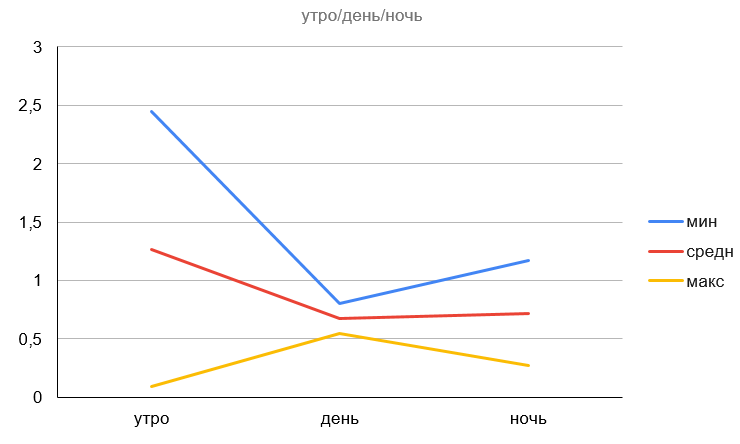 утро/день/ночь
3
2,5
2
1,5
1
0,5
0
утро день ночь
мин
средн
макс